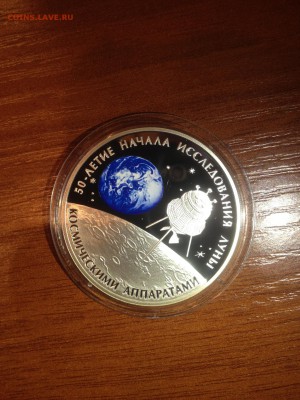 COINS.LAVE.RU
50-ЛЕТИЕ НАЧАЛА ИССЛЕДОВАНИЯ ЛУНЫ
КОСМИЧЕСКИМИ АППАРАТАМИ